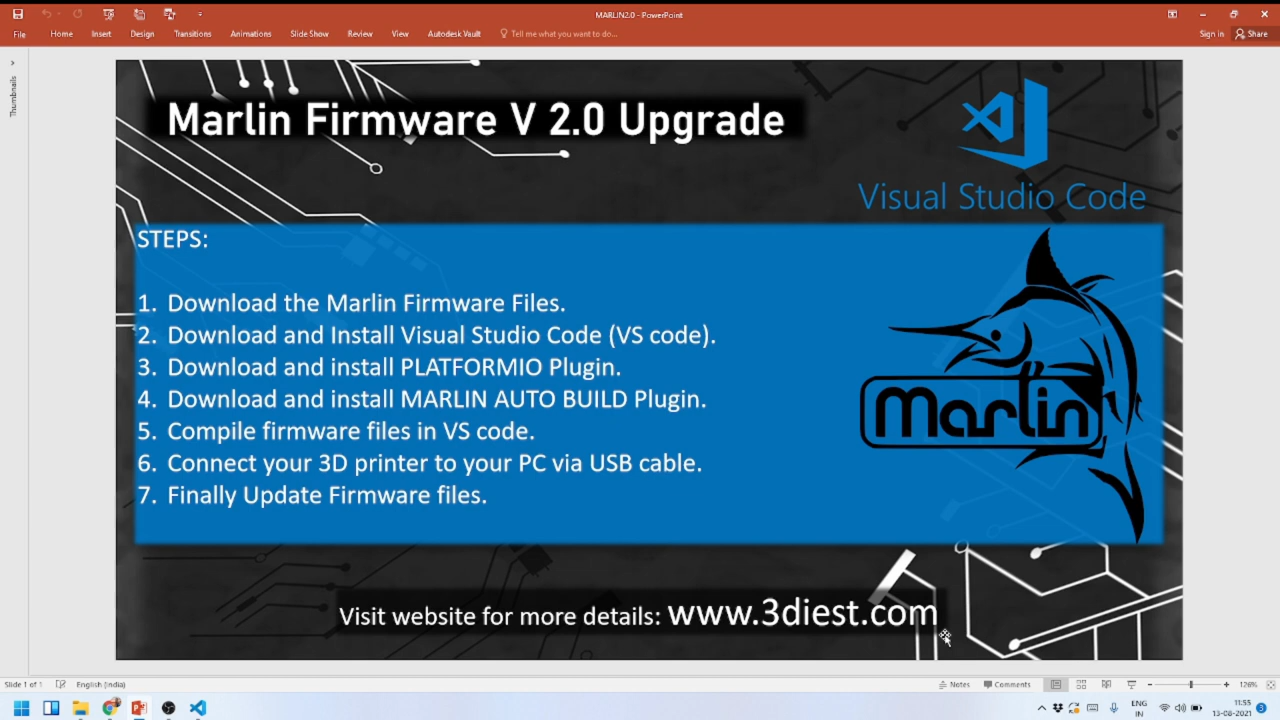 MARLIN2.0 - PowerPoint
File Home Insert Design Transitions Animations Slide Show Review View Autodesk Vault Tell me what you want to do... Sign in Share
Thumbnails
Marlin Firmware V 2.0 Upgrade
Visual Studio Code
STEPS:
1. Download the Marlin Firmware Files.
2. Download and Install Visual Studio Code (VS code).
3. Download and install PLATFORMIO Plugin.
4. Download and install MARLIN AUTO BUILD Plugin.
5. Compile firmware files in VS code.
6. Connect your 3D printer to your PC via USB cable.
7. Finally Update Firmware files.
Marlin
Visit website for more details: www.3diest.com
Slide 1 of 1 English (India) Notes Comments 126%
ENG
IN
11:55
13-08-2021
3